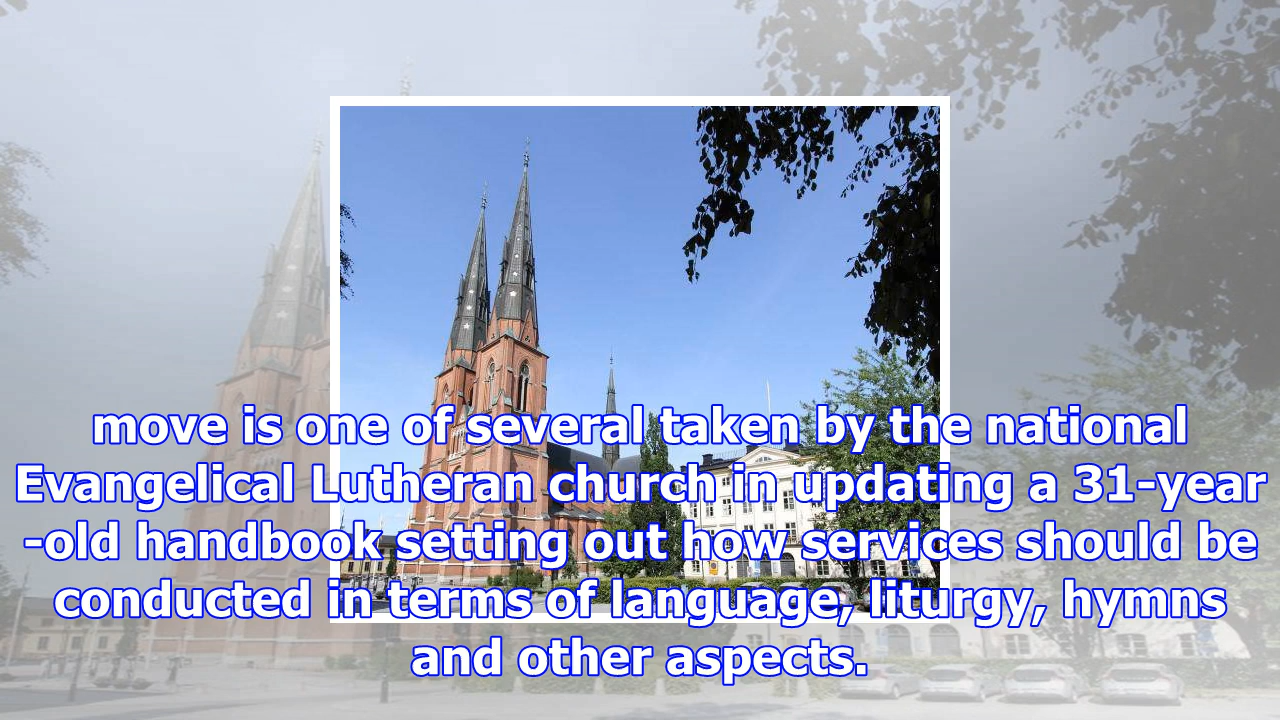 move is one of several taken by the national
Evangelical Lutheran church in updating a 31-year
-old handbook setting out how services should be
conducted in terms of language, liturgy, hymns
and other aspects.